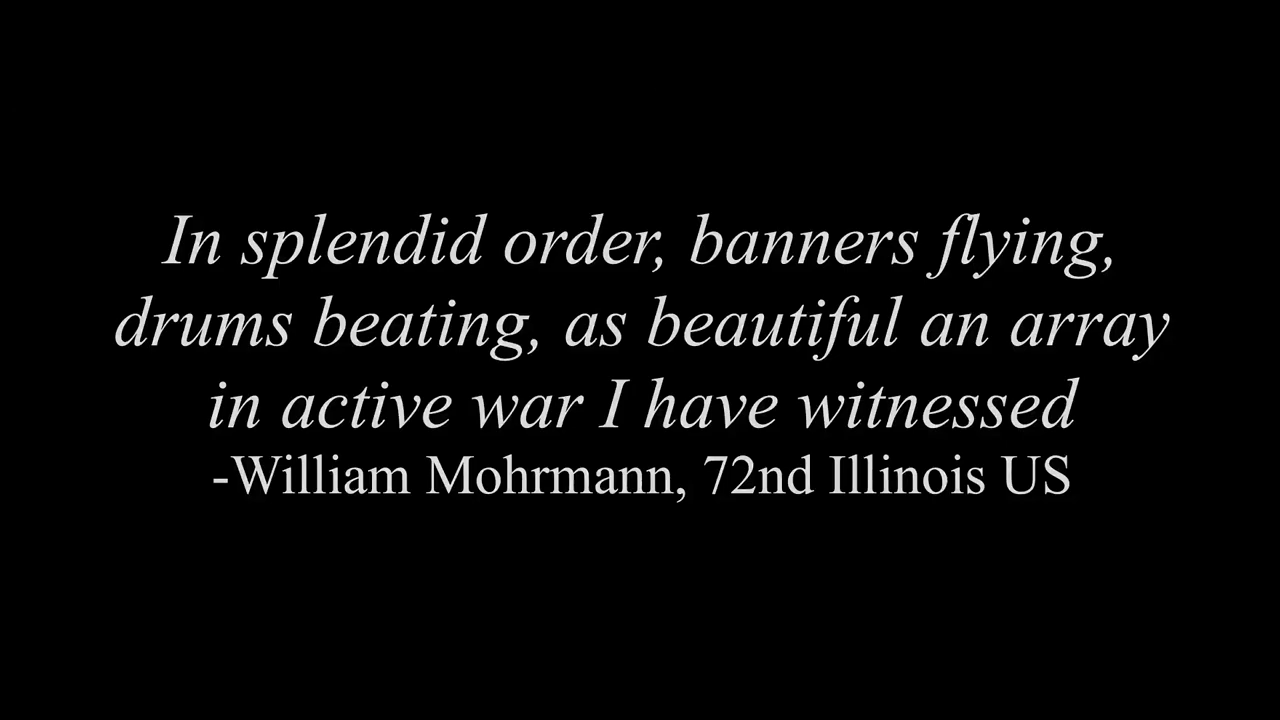 In splendid order, banners flying,
drums beating, as beautiful an array
in active war I have witnessed
-William Mohrmann, 72nd Illinois US